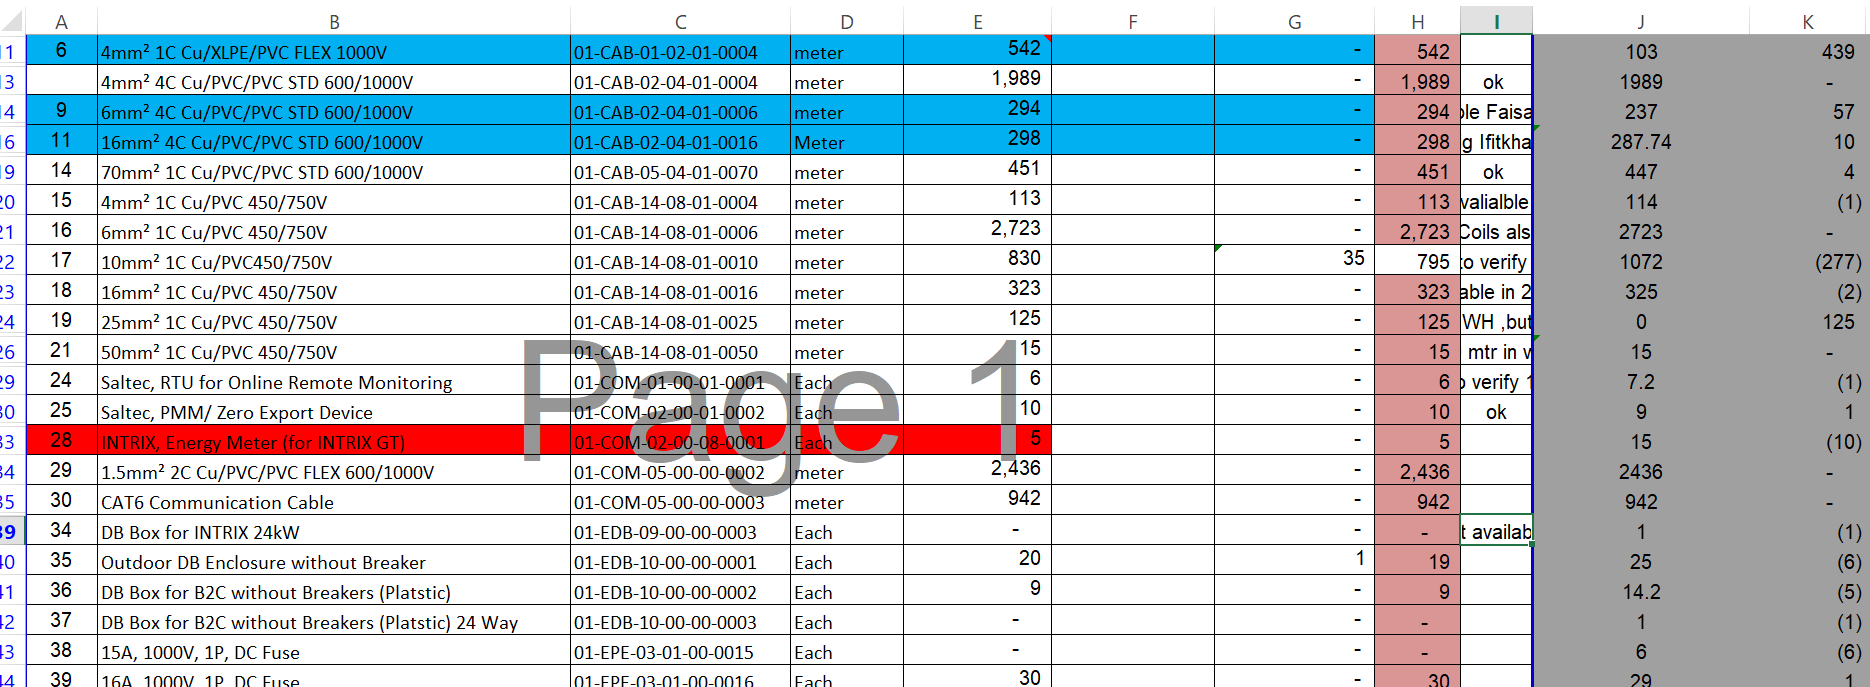 A B C D E F G H I J K
11 6 4mm² 1C Cu/XLPE/PVC FLEX 1000V 01-CAB-01-02-01-0004 meter 542 - 542 103 439
13 4mm² 4C Cu/PVC/PVC STD 600/1000V 01-CAB-02-04-01-0004 meter 1,989 - 1,989 ok 1989 -
14 9 6mm² 4C Cu/PVC/PVC STD 600/1000V 01-CAB-02-04-01-0006 meter 294 - 294 ble Faisa 237 57
16 11 16mm² 4C Cu/PVC/PVC STD 600/1000V 01-CAB-02-04-01-0016 Meter 298 - 298 g Ifitkha 287.74 10
19 14 70mm² 1C Cu/PVC/PVC STD 600/1000V 01-CAB-05-04-01-0070 meter 451 - 451 ok 447 4
20 15 4mm² 1C Cu/PVC 450/750V 01-CAB-14-08-01-0004 meter 113 - 113 valialble 114 (1)
21 16 6mm² 1C Cu/PVC 450/750V 01-CAB-14-08-01-0006 meter 2,723 - 2,723 Coils als 2723 -
22 17 10mm² 1C Cu/PVC450/750V 01-CAB-14-08-01-0010 meter 830 35 795 to verify 1072 (277)
23 18 16mm² 1C Cu/PVC 450/750V 01-CAB-14-08-01-0016 meter 323 - 323 able in 2 325 (2)
24 19 25mm² 1C Cu/PVC 450/750V 01-CAB-14-08-01-0025 meter 125 - 125 WH ,but 0 125
26 21 50mm² 1C Cu/PVC 450/750V 01-CAB-14-08-01-0050 meter 15 - 15 mtr in w 15 -
29 24 Saltec, RTU for Online Remote Monitoring 01-COM-01-00-01-0001 Each 6 - 6 o verify 1 7.2 (1)
30 25 Saltec, PMM/ Zero Export Device 01-COM-02-00-01-0002 Each 10 - 10 ok 9 1
33 28 INTRIX, Energy Meter (for INTRIX GT) 01-COM-02-00-08-0001 Each 5 - 5 15 (10)
34 29 1.5mm² 2C Cu/PVC/PVC FLEX 600/1000V 01-COM-05-00-00-0002 meter 2,436 - 2,436 2436 -
35 30 CAT6 Communication Cable 01-COM-05-00-00-0003 meter 942 - 942 942 -
39 34 DB Box for INTRIX 24kW 01-EDB-09-00-00-0003 Each - - - t availab 1 (1)
40 35 Outdoor DB Enclosure without Breaker 01-EDB-10-00-00-0001 Each 20 1 19 25 (6)
41 36 DB Box for B2C without Breakers (Platstic) 01-EDB-10-00-00-0002 Each 9 - 9 14.2 (5)
42 37 DB Box for B2C without Breakers (Platstic) 24 Way 01-EDB-10-00-00-0003 Each - - - 1 (1)
43 38 15A, 1000V, 1P, DC Fuse 01-EPE-03-01-00-0015 Each - - - 6 (6)
44 39 16A, 1000V, 1P, DC Fuse 01-EPE-03-01-00-0016 Each 30 - 30 29 1
Page 1